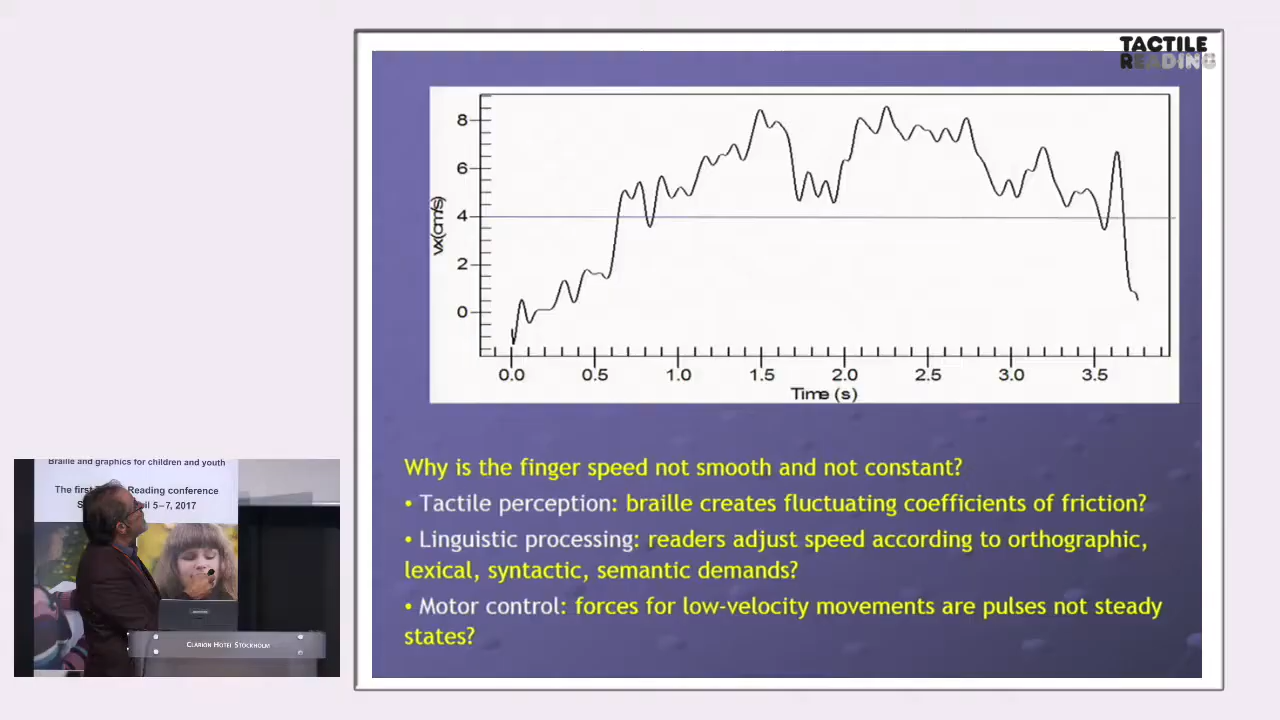 TACTILE
READING
8
6
4
2
0
vx(cm/s)
0.0 0.5 1.0 1.5 2.0 2.5 3.0 3.5
Time (s)
Why is the finger speed not smooth and not constant?
• Tactile perception: braille creates fluctuating coefficients of friction?
• Linguistic processing: readers adjust speed according to orthographic,
lexical, syntactic, semantic demands?
• Motor control: forces for low-velocity movements are pulses not steady
states?
Braille and graphics for children and youth
The first Reading conference
5–7, 2017
CLARION HOTEL STOCKHOLM